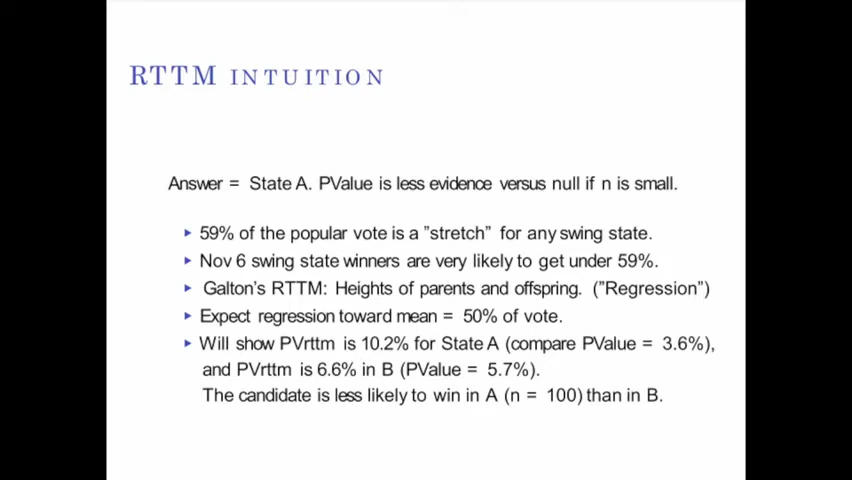 RTTM INTUITION
Answer = State A. PValue is less evidence versus null if n is small.
59% of the popular vote is a ”stretch” for any swing state.
Nov 6 swing state winners are very likely to get under 59%.
Galton’s RTTM: Heights of parents and offspring. (”Regression”)
Expect regression toward mean = 50% of vote.
Will show PVrttm is 10.2% for State A (compare PValue = 3.6%),
and PVrttm is 6.6% in B (PValue = 5.7%).
The candidate is less likely to win in A (n = 100) than in B.